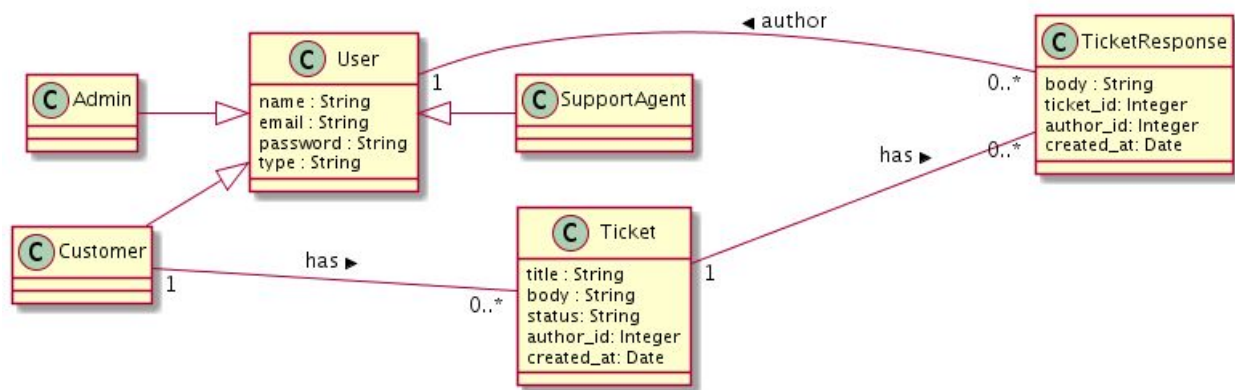 ◄ author
C User
name : String
email : String
password : String
type : String
1
C TicketResponse
body : String
ticket_id: Integer
author_id: Integer
created_at: Date
0..*
0..*
C Admin
C SupportAgent
has ►
C Customer
1
has ►
0..*
C Ticket
title : String
body : String
status: String
author_id: Integer
created_at: Date
1